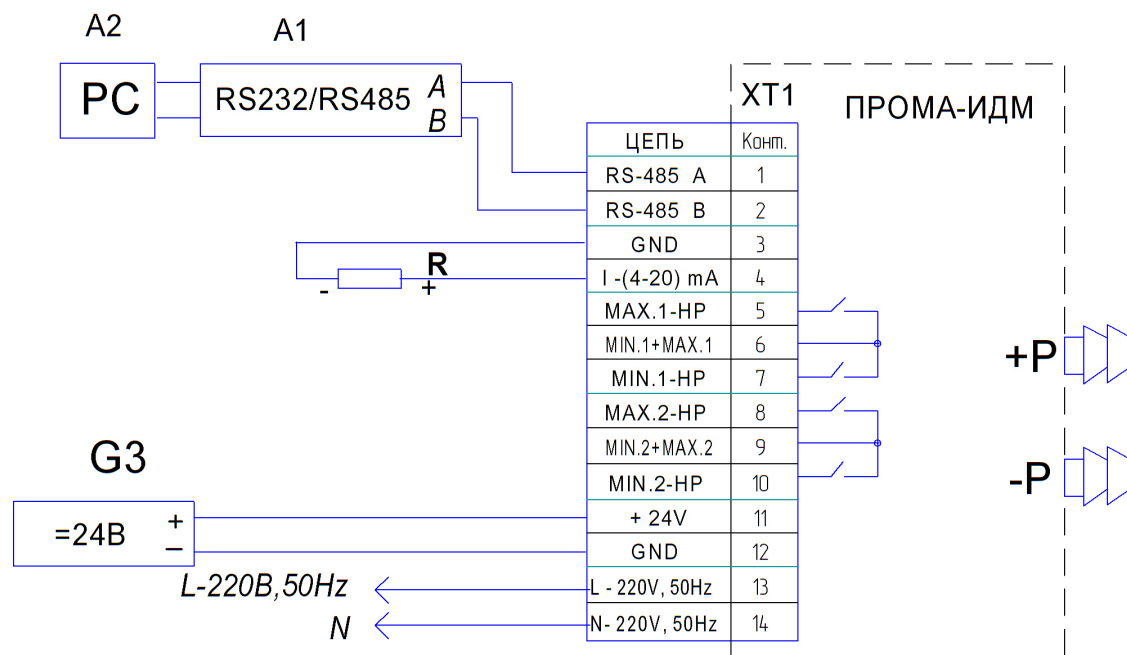 A2
A1
PC
RS232/RS485
A
B
XT1
ПРОМА-ИДМ
ЦЕПЬ Конт.
RS-485 A 1
RS-485 B 2
GND 3
I -(4-20) mA 4
MAX.1-HP 5
MIN.1+MAX.1 6
MIN.1-HP 7
MAX.2-HP 8
MIN.2+MAX.2 9
MIN.2-HP 10
+ 24V 11
GND 12
L - 220V, 50Hz 13
N- 220V, 50Hz 14
R
- +
+P
-P
G3
=24В
+
–
L-220В,50Hz
N